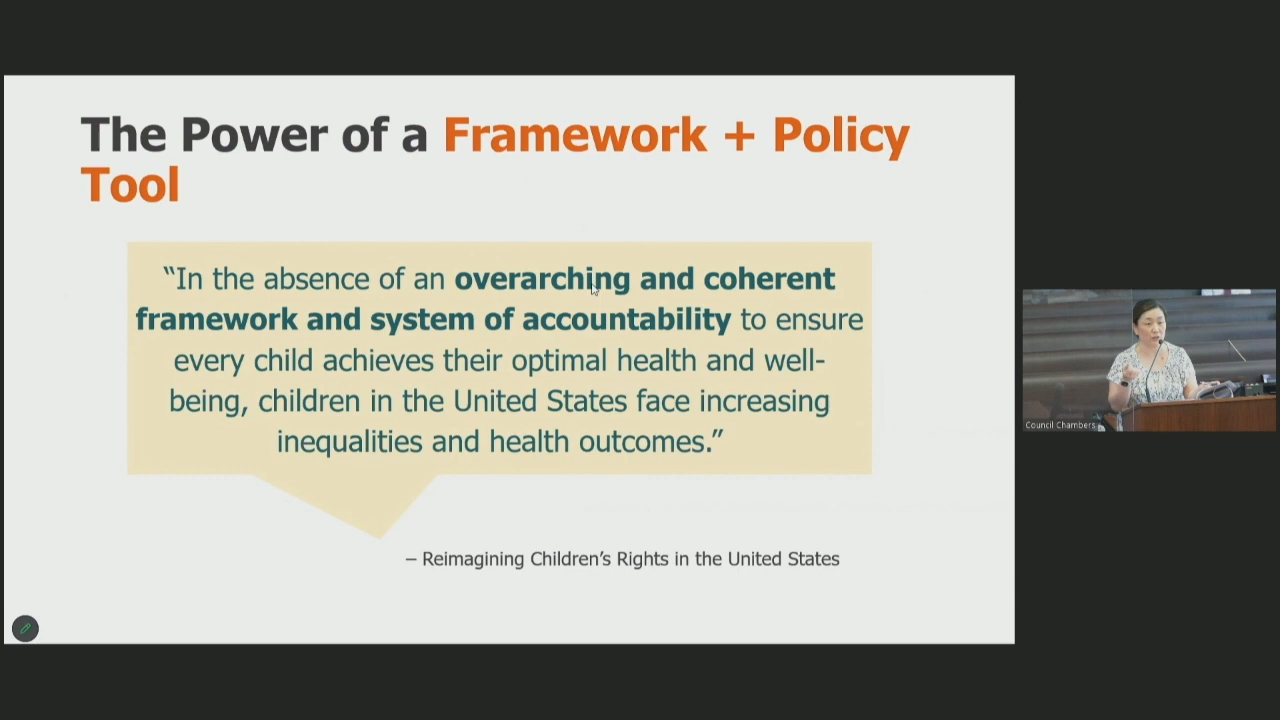 The Power of a Framework + Policy
Tool
“In the absence of an overarching and coherent
framework and system of accountability to ensure
every child achieves their optimal health and well-
being, children in the United States face increasing
inequalities and health outcomes.”
– Reimagining Children’s Rights in the United States
Council Chambers